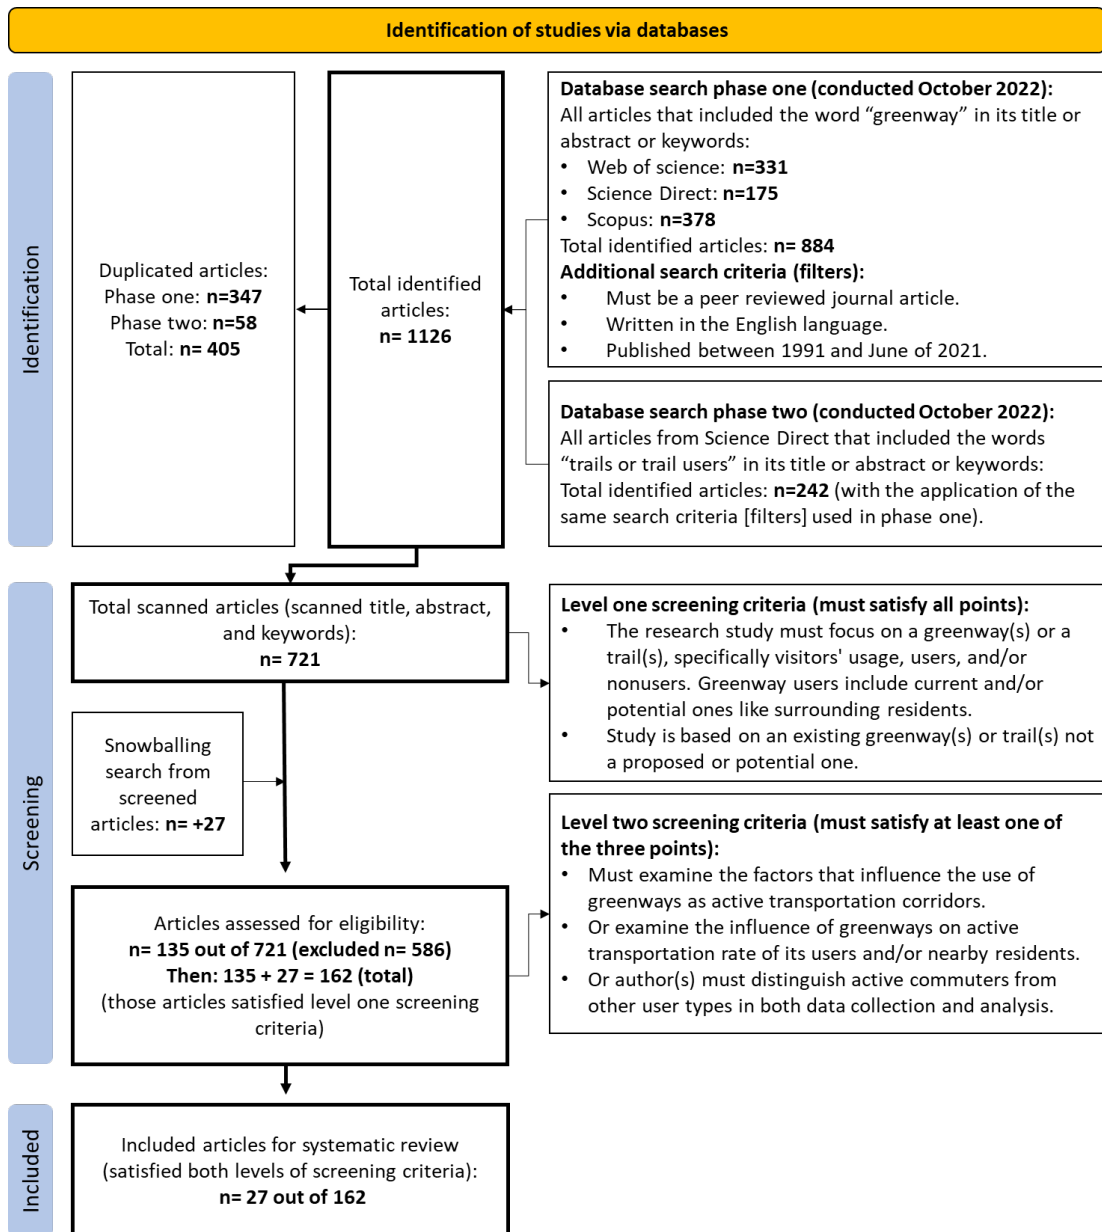 Identification of studies via databases
Identification
Duplicated articles:
Phase one: n=347
Phase two: n=58
Total: n= 405
Total identified
articles:
n= 1126
Database search phase one (conducted October 2022):
All articles that included the word “greenway” in its title or
abstract or keywords:
• Web of science: n=331
• Science Direct: n=175
• Scopus: n=378
Total identified articles: n= 884
Additional search criteria (filters):
• Must be a peer reviewed journal article.
• Written in the English language.
• Published between 1991 and June of 2021.
Database search phase two (conducted October 2022):
All articles from Science Direct that included the words
“trails or trail users” in its title or abstract or keywords:
Total identified articles: n=242 (with the application of the
same search criteria [filters] used in phase one).
Screening
Total scanned articles (scanned title, abstract,
and keywords):
n= 721
Snowballing
search from
screened
articles: n= +27
Level one screening criteria (must satisfy all points):
• The research study must focus on a greenway(s) or a
trail(s), specifically visitors' usage, users, and/or
nonusers. Greenway users include current and/or
potential ones like surrounding residents.
• Study is based on an existing greenway(s) or trail(s) not
a proposed or potential one.
Articles assessed for eligibility:
n= 135 out of 721 (excluded n= 586)
Then: 135 + 27 = 162 (total)
(those articles satisfied level one screening
criteria)
Level two screening criteria (must satisfy at least one of
the three points):
• Must examine the factors that influence the use of
greenways as active transportation corridors.
• Or examine the influence of greenways on active
transportation rate of its users and/or nearby residents.
• Or author(s) must distinguish active commuters from
other user types in both data collection and analysis.
Included
Included articles for systematic review
(satisfied both levels of screening criteria):
n= 27 out of 162